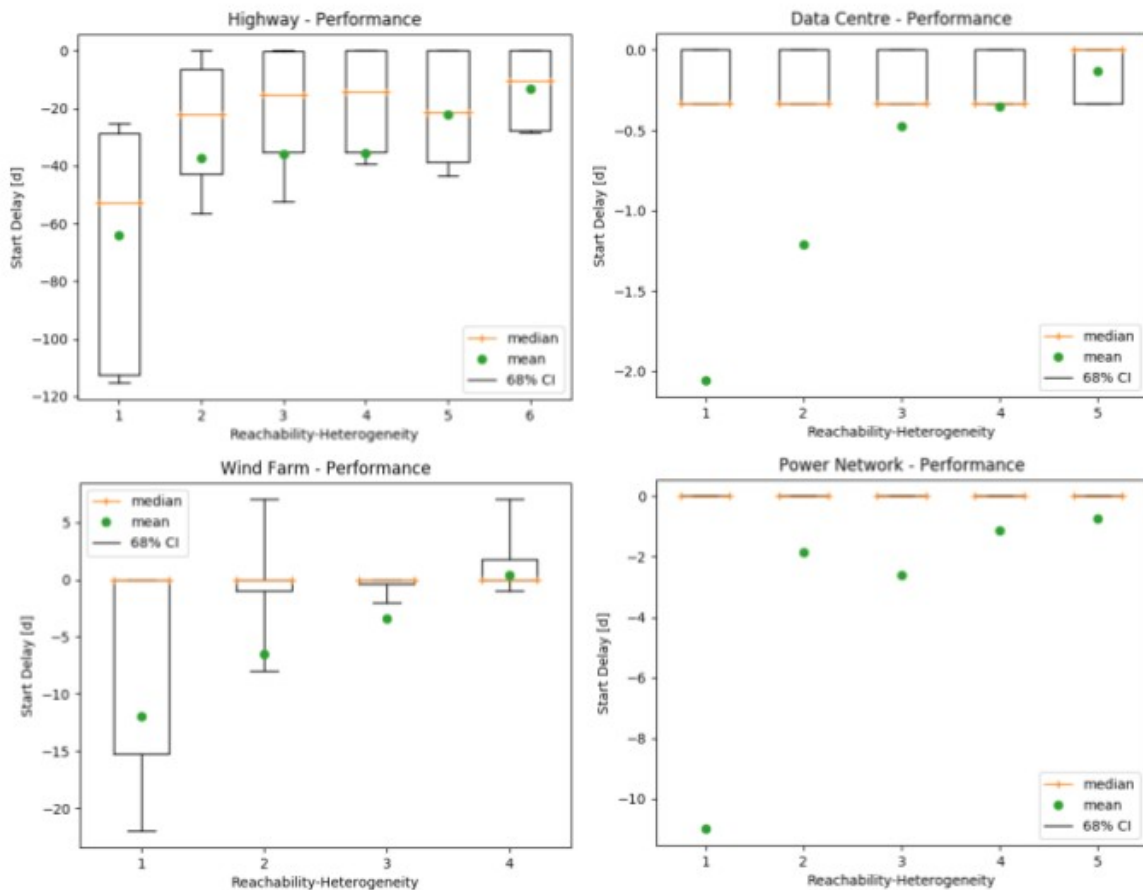 Highway - Performance
Start Delay [d]
0
−20
−40
−60
−80
−100
−120
median
mean
68% CI
1 2 3 4 5 6
Reachability-Heterogeneity
Data Centre - Performance
Start Delay [d]
0.0
−0.5
−1.0
−1.5
−2.0
median
mean
68% CI
1 2 3 4 5
Reachability-Heterogeneity
Wind Farm - Performance
Start Delay [d]
median
mean
68% CI
5
0
−5
−10
−15
−20
1 2 3 4
Reachability-Heterogeneity
Power Network - Performance
Start Delay [d]
0
−2
−4
−6
−8
−10
median
mean
68% CI
1 2 3 4 5
Reachability-Heterogeneity